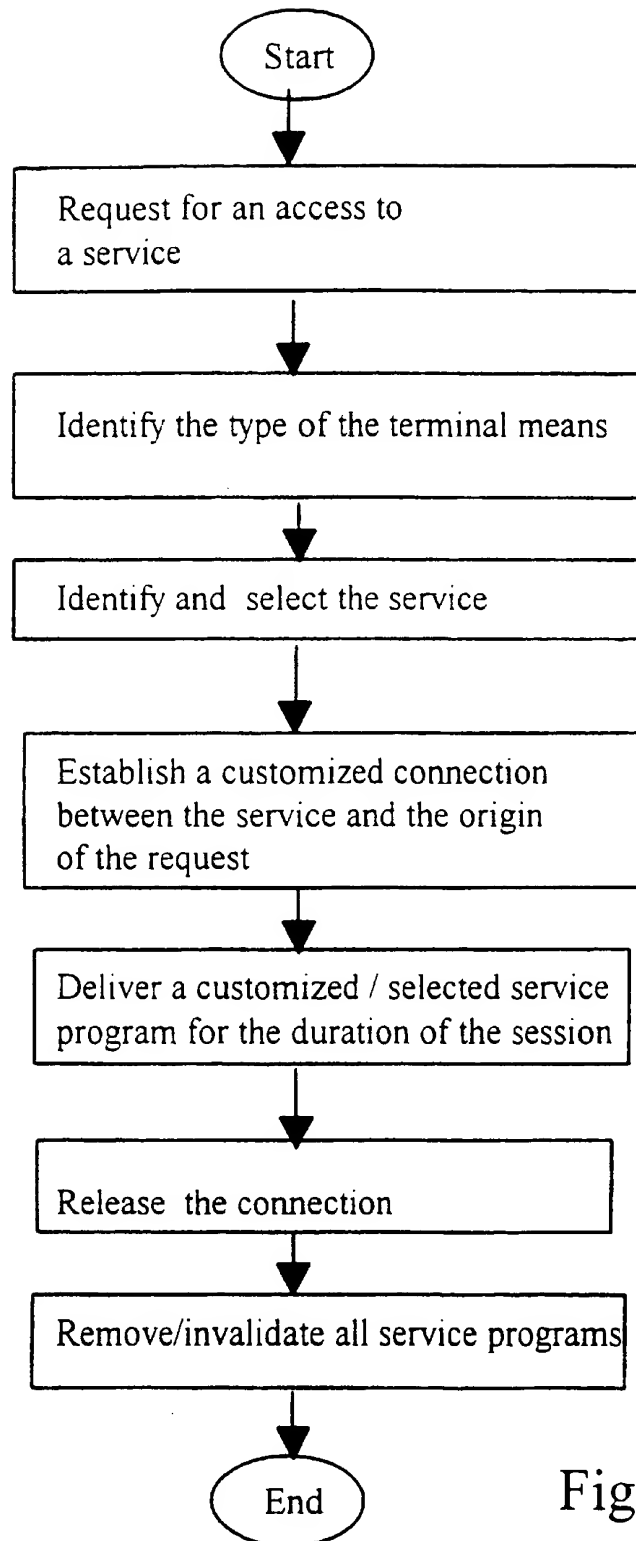 Start
Request for an access to
a service
Identify the type of the terminal means
Identify and select the service
Establish a customized connection
between the service and the origin
of the request
Deliver a customized / selected service
program for the duration of the session
Release the connection
Remove/invalidate all service programs
End
Fig